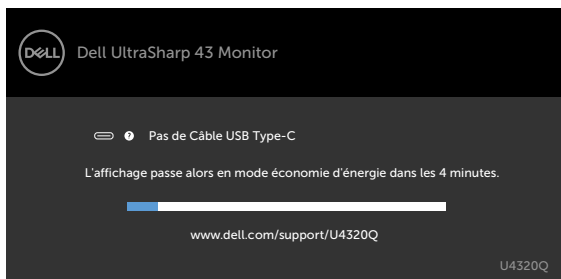 DELL Dell UltraSharp 43 Monitor
? Pas de Câble USB Type-C
L'affichage passe alors en mode économie d'énergie dans les 4 minutes.
www.dell.com/support/U4320Q
U4320Q